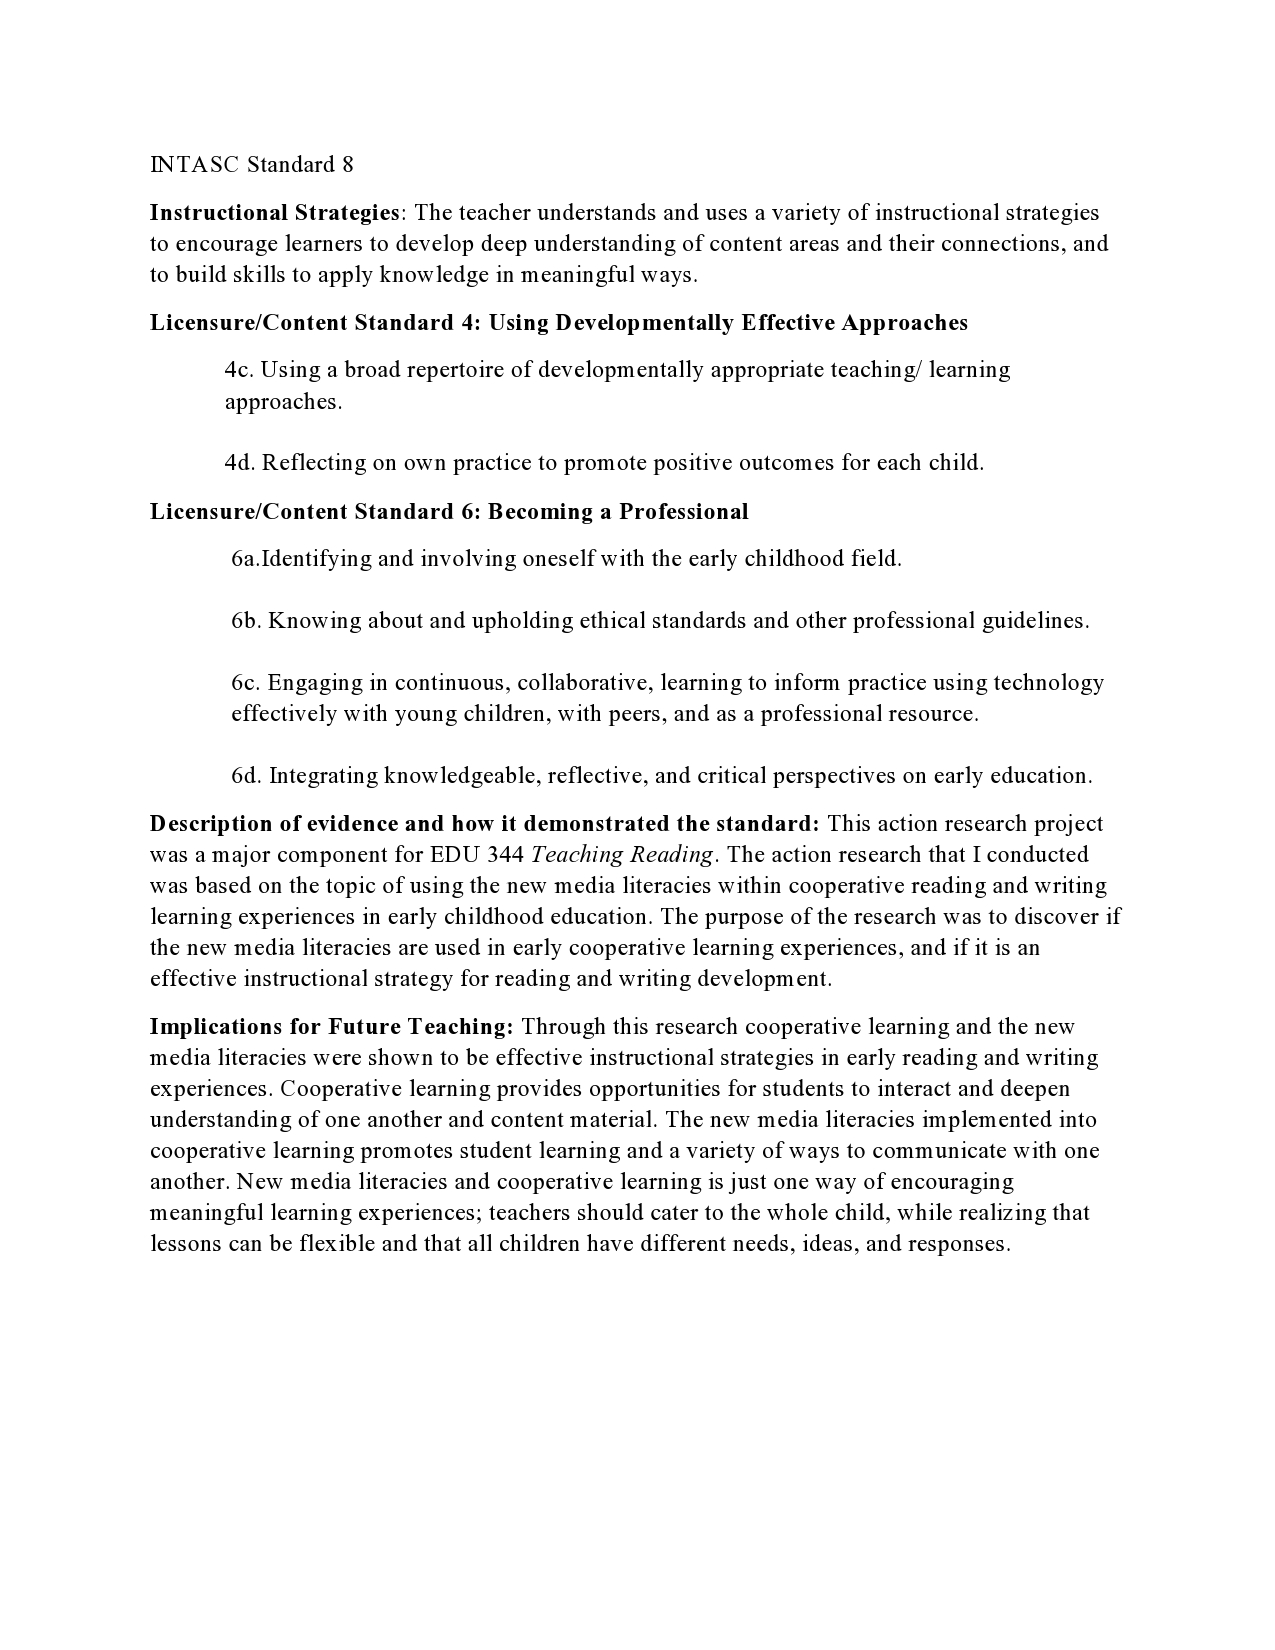 INTASC Standard 8
Instructional Strategies: The teacher understands and uses a variety of instructional strategies
to encourage learners to develop deep understanding of content areas and their connections, and
to build skills to apply knowledge in meaningful ways.
Licensure/Content Standard 4: Using Developmentally Effective Approaches
4c. Using a broad repertoire of developmentally appropriate teaching/ learning
approaches.
4d. Reflecting on own practice to promote positive outcomes for each child.
Licensure/Content Standard 6: Becoming a Professional
6a.Identifying and involving oneself with the early childhood field.
6b. Knowing about and upholding ethical standards and other professional guidelines.
6c. Engaging in continuous, collaborative, learning to inform practice using technology
effectively with young children, with peers, and as a professional resource.
6d. Integrating knowledgeable, reflective, and critical perspectives on early education.
Description of evidence and how it demonstrated the standard: This action research project
was a major component for EDU 344 Teaching Reading. The action research that I conducted
was based on the topic of using the new media literacies within cooperative reading and writing
learning experiences in early childhood education. The purpose of the research was to discover if
the new media literacies are used in early cooperative learning experiences, and if it is an
effective instructional strategy for reading and writing development.
Implications for Future Teaching: Through this research cooperative learning and the new
media literacies were shown to be effective instructional strategies in early reading and writing
experiences. Cooperative learning provides opportunities for students to interact and deepen
understanding of one another and content material. The new media literacies implemented into
cooperative learning promotes student learning and a variety of ways to communicate with one
another. New media literacies and cooperative learning is just one way of encouraging
meaningful learning experiences; teachers should cater to the whole child, while realizing that
lessons can be flexible and that all children have different needs, ideas, and responses.